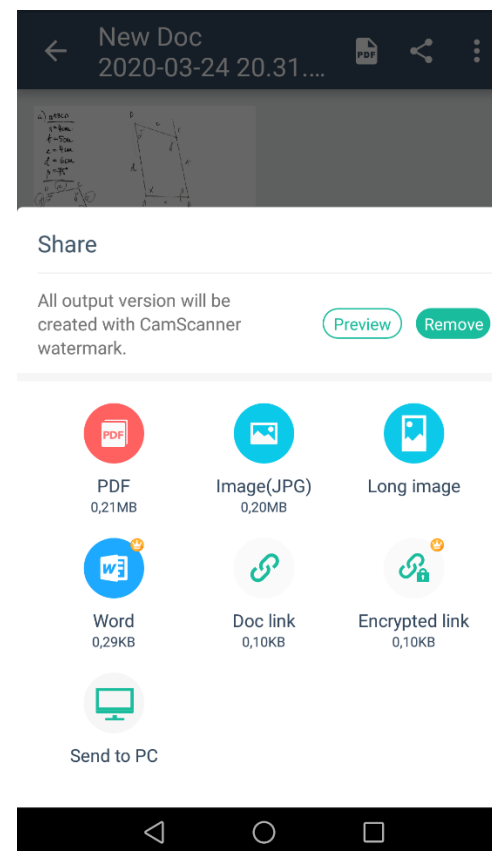 New Doc
2020-03-24 20.31....
PDF
a)
Share
All output version will be
created with CamScanner
watermark.
Preview
Remove
PDF
PDF
0,21MB
Image(JPG)
0,20MB
Long image
W
Word
0,29KB
Doc link
0,10KB
Encrypted link
0,10KB
Send to PC